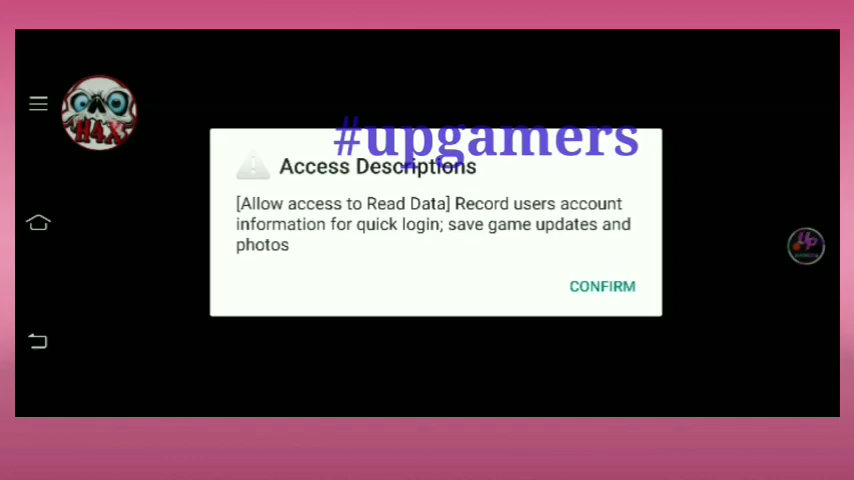 #upgamers
H4X
Access Descriptions
[Allow access to Read Data] Record users account
information for quick login; save game updates and
photos
CONFIRM
Up